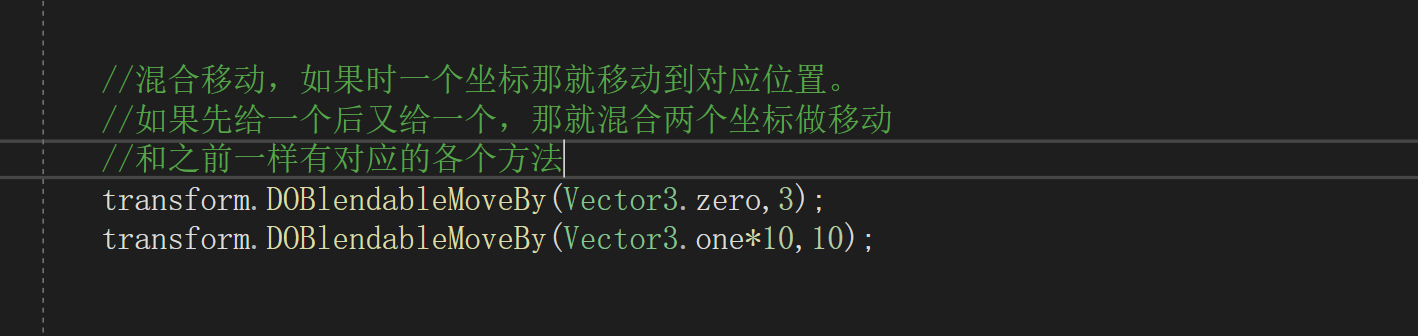 //混合移动，如果时一个坐标那就移动到对应位置。
//如果先给一个后又给一个，那就混合两个坐标做移动
//和之前一样有对应的各个方法
transform.DOBlendableMoveBy(Vector3.zero,3);
transform.DOBlendableMoveBy(Vector3.one*10,10);